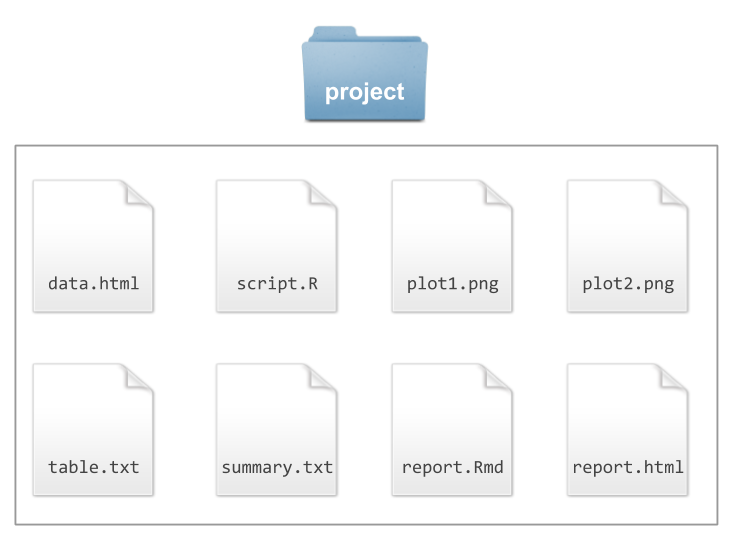 project
data.html
script.R
plot1.png
plot2.png
table.txt
summary.txt
report.Rmd
report.html